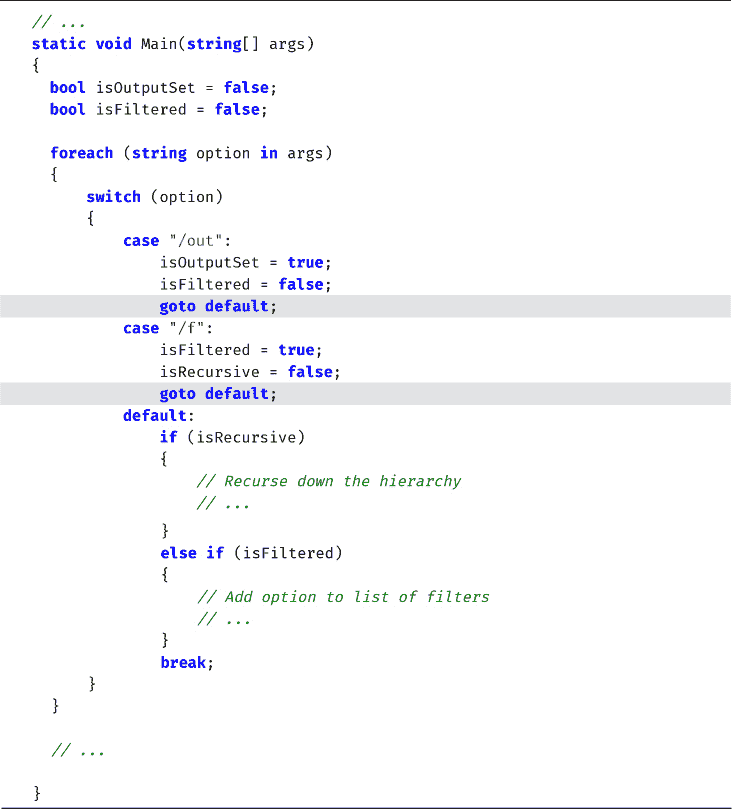 // ...
static void Main(string[] args)
{
  bool isOutputSet = false;
  bool isFiltered = false;

  foreach (string option in args)
  {
      switch (option)
      {
          case "/out":
              isOutputSet = true;
              isFiltered = false;
              goto default;
          case "/f":
              isFiltered = true;
              isRecursive = false;
              goto default;
          default:
              if (isRecursive)
              {
                  // Recurse down the hierarchy
                  // ...
              }
              else if (isFiltered)
              {
                  // Add option to list of filters
                  // ...
              }
              break;
      }
  }

  // ...

}